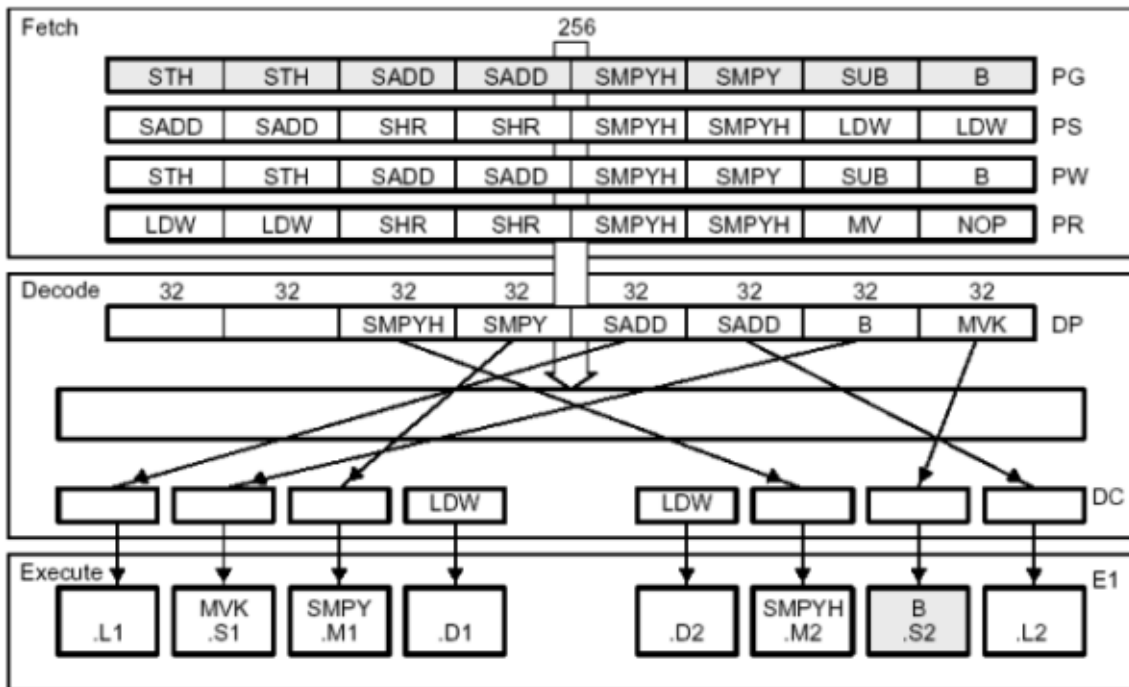 Fetch 256
STH STH SADD SADD SMPYH SMPY SUB B PG
SADD SADD SHR SHR SMPYH SMPYH LDW LDW PS
STH STH SADD SADD SMPYH SMPY SUB B PW
LDW LDW SHR SHR SMPYH SMPYH MV NOP PR
Decode 32 32 32 32 32 32 32 32
SMPYH SMPY SADD SADD B MVK DP
LDW LDW DC
Execute E1
MVK SMPY SMPYH B
.L1 .S1 .M1 .D1 .D2 .M2 .S2 .L2